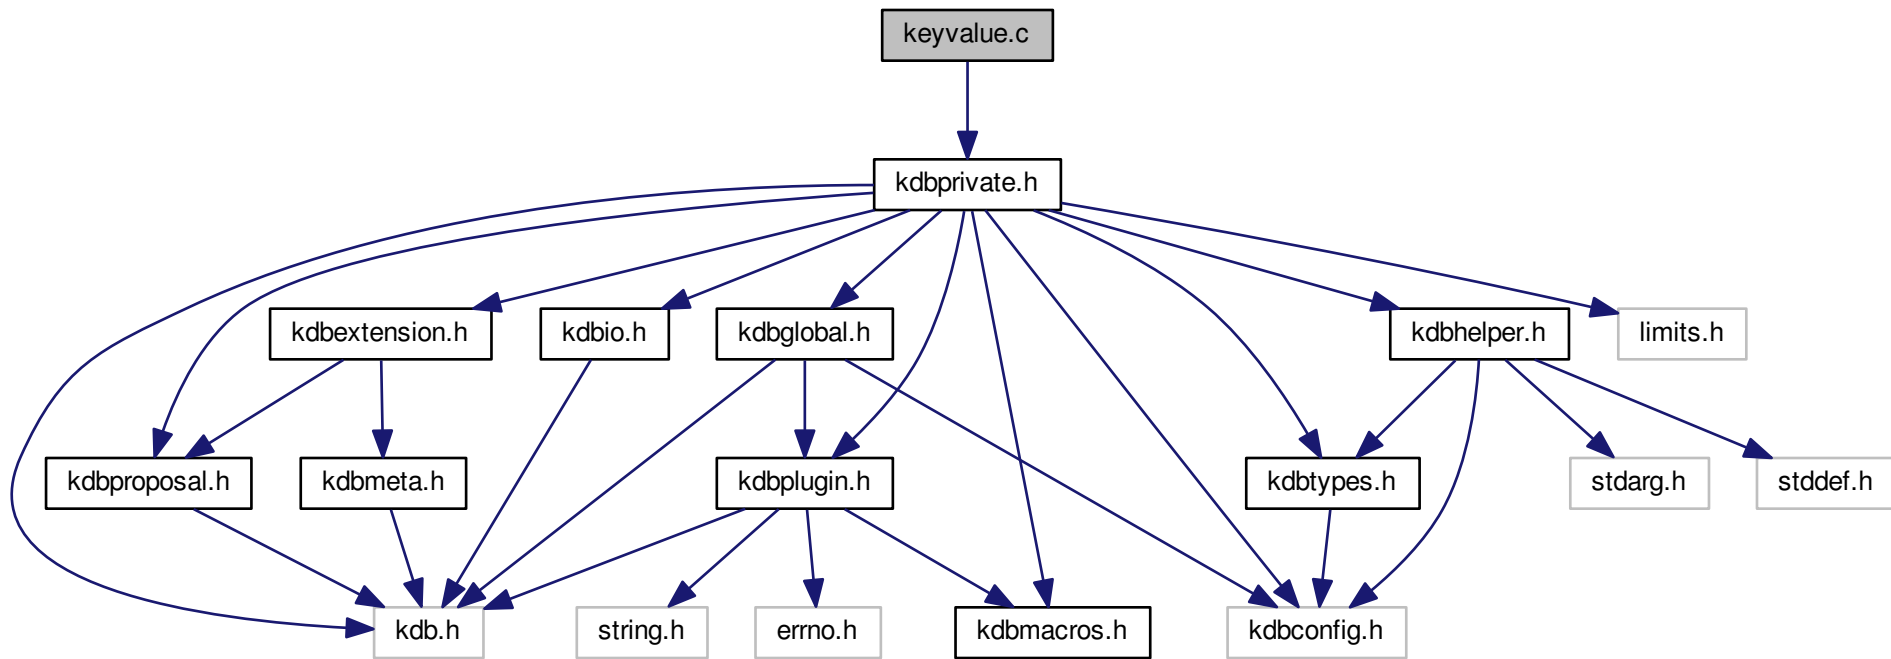 keyvalue.c
kdbprivate.h
kdbextension.h
kdbio.h
kdbglobal.h
kdbhelper.h
limits.h
kdbproposal.h
kdbmeta.h
kdbplugin.h
kdbtypes.h
stdarg.h
stddef.h
kdb.h
string.h
errno.h
kdbmacros.h
kdbconfig.h